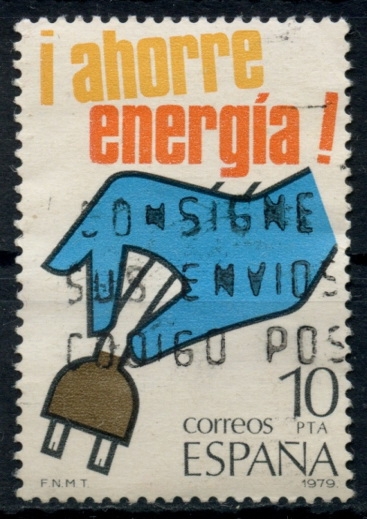 ¡ ahorre
energía !
CONSIGNE
SUS ENVIOS
CODIGO POS
10
correos PTA
ESPAÑA
F.N.M.T. 1979.